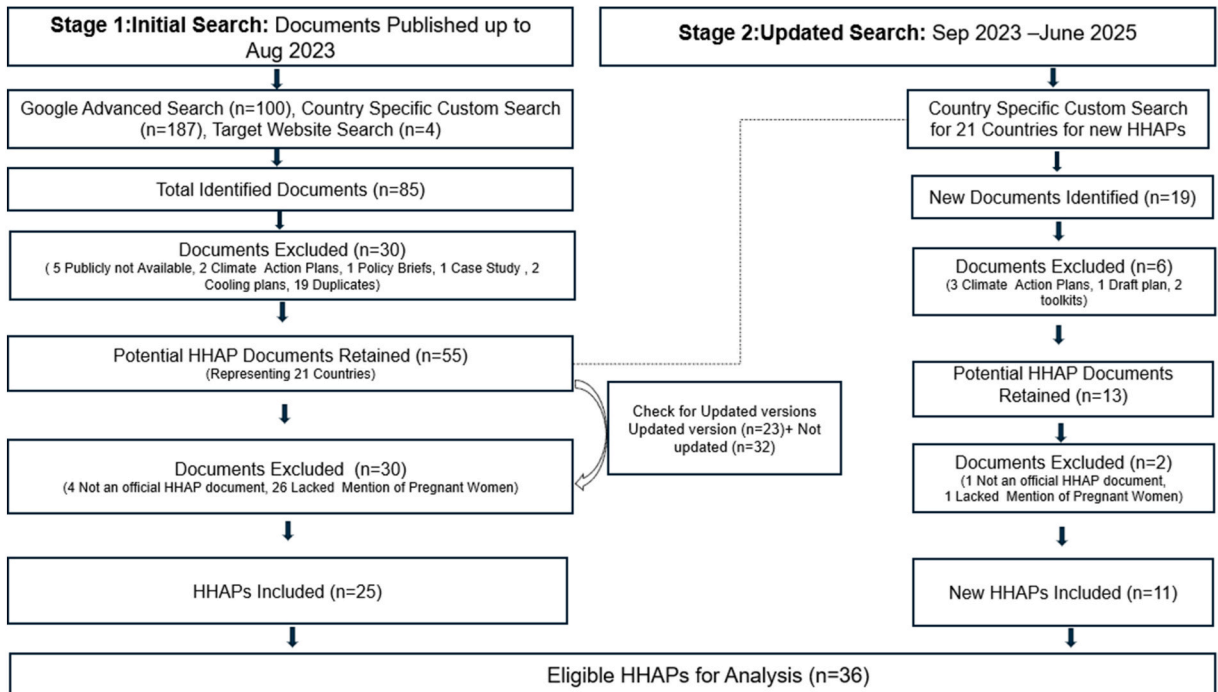 Stage 1:Initial Search: Documents Published up to
Aug 2023
Google Advanced Search (n=100), Country Specific Custom Search
(n=187), Target Website Search (n=4)
Total Identified Documents (n=85)
Documents Excluded (n=30)
( 5 Publicly not Available, 2 Climate Action Plans, 1 Policy Briefs, 1 Case Study , 2
Cooling plans, 19 Duplicates)
Potential HHAP Documents Retained (n=55)
(Representing 21 Countries)
Check for Updated versions
Updated version (n=23)+ Not
updated (n=32)
Documents Excluded (n=30)
(4 Not an official HHAP document, 26 Lacked Mention of Pregnant Women)
HHAPs Included (n=25)
Stage 2:Updated Search: Sep 2023 –June 2025
Country Specific Custom Search
for 21 Countries for new HHAPs
New Documents Identified (n=19)
Documents Excluded (n=6)
(3 Climate Action Plans, 1 Draft plan, 2
toolkits)
Potential HHAP Documents
Retained (n=13)
Documents Excluded (n=2)
(1 Not an official HHAP document,
1 Lacked Mention of Pregnant Women)
New HHAPs Included (n=11)
Eligible HHAPs for Analysis (n=36)